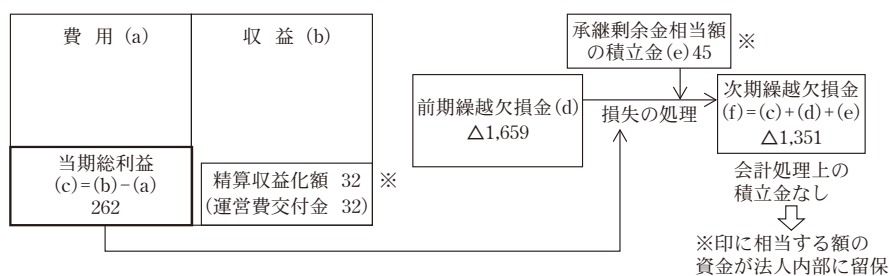 費 用 (a)
収 益 (b)
当期総利益
(c)=(b)−(a)
262
精算収益化額 32
(運営費交付金 32)
※
前期繰越欠損金(d)
△1,659
承継剰余金相当額
の積立金(e)45
※
損失の処理
次期繰越欠損金
(f)=(c)+(d)+(e)
△1,351
会計処理上の
積立金なし
※印に相当する額の
資金が法人内部に留保